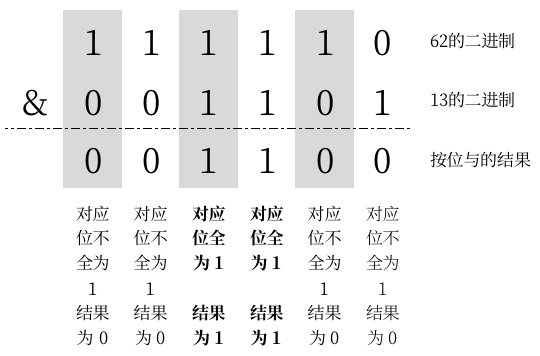 1 1 1 1 1 0 62的二进制
& 0 0 1 1 0 1 13的二进制
0 0 1 1 0 0 按位与的结果
对应 对应 对应 对应 对应 对应
位不 位不 位全 位全 位不 位不
全为 全为 为 1 为 1 全为 全为
1 1 1 1
结果 结果 结果 结果 结果 结果
为 0 为 0 为 1 为 1 为 0 为 0